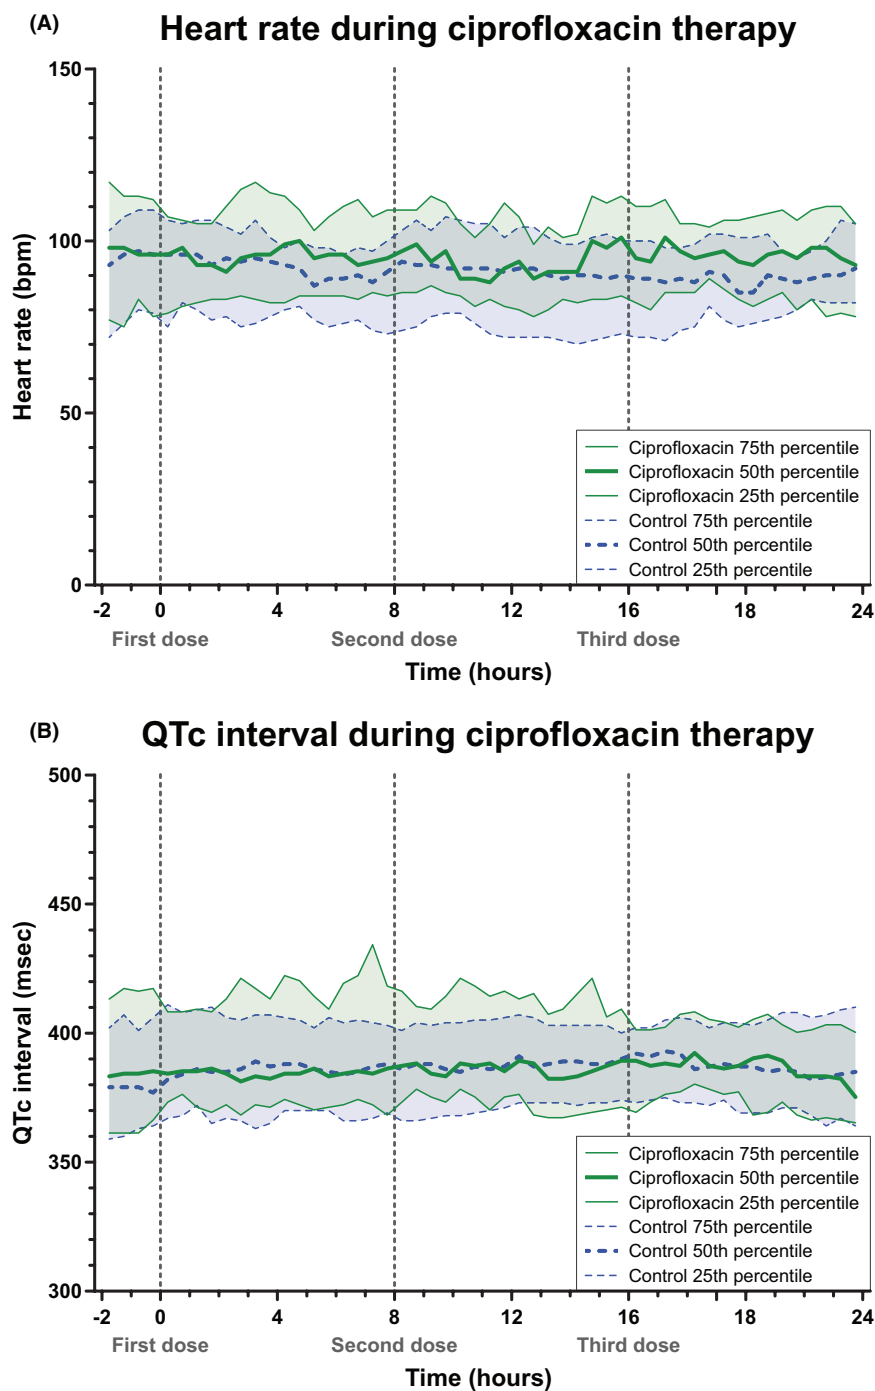 (A) Heart rate during ciprofloxacin therapy
150
100
50
0
Heart rate (bpm)
Ciprofloxacin 75th percentile
Ciprofloxacin 50th percentile
Ciprofloxacin 25th percentile
Control 75th percentile
Control 50th percentile
Control 25th percentile
-2 0 4 8 12 16 18 24
First dose Second dose Third dose
Time (hours)
(B) QTc interval during ciprofloxacin therapy
500
450
400
350
300
QTc interval (msec)
Ciprofloxacin 75th percentile
Ciprofloxacin 50th percentile
Ciprofloxacin 25th percentile
Control 75th percentile
Control 50th percentile
Control 25th percentile
-2 0 4 8 12 16 18 24
First dose Second dose Third dose
Time (hours)